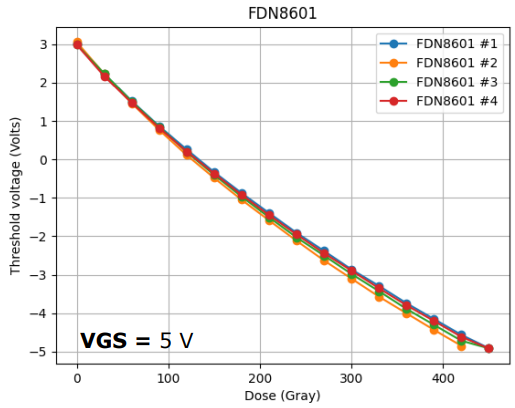 FDN8601
FDN8601 #1
FDN8601 #2
FDN8601 #3
FDN8601 #4
3
2
1
0
−1
−2
−3
−4
−5
Threshold voltage (Volts)
VGS = 5 V
0 100 200 300 400
Dose (Gray)